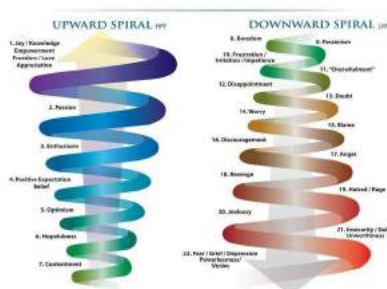 UPWARD SPIRAL HPF
1. Joy / Knowledge
Empowerment
Freedom / Love
Appreciation
2. Passion
3. Enthusiasm
4. Positive Expectation
Belief
5. Optimism
6. Hopefulness
7. Contentment
DOWNWARD SPIRAL
8. Boredom
9. Pessimism
10. Frustration /
Irritation / Impatience
11. "Overwhelment"
12. Disappointment
13. Doubt
14. Worry
15. Blame
16. Discouragement
17. Anger
18. Revenge
19. Hatred / Rage
20. Jealousy
21. Insecurity /
Unworthiness
22. Fear / Grief / Depression
Powerlessness/
Victim